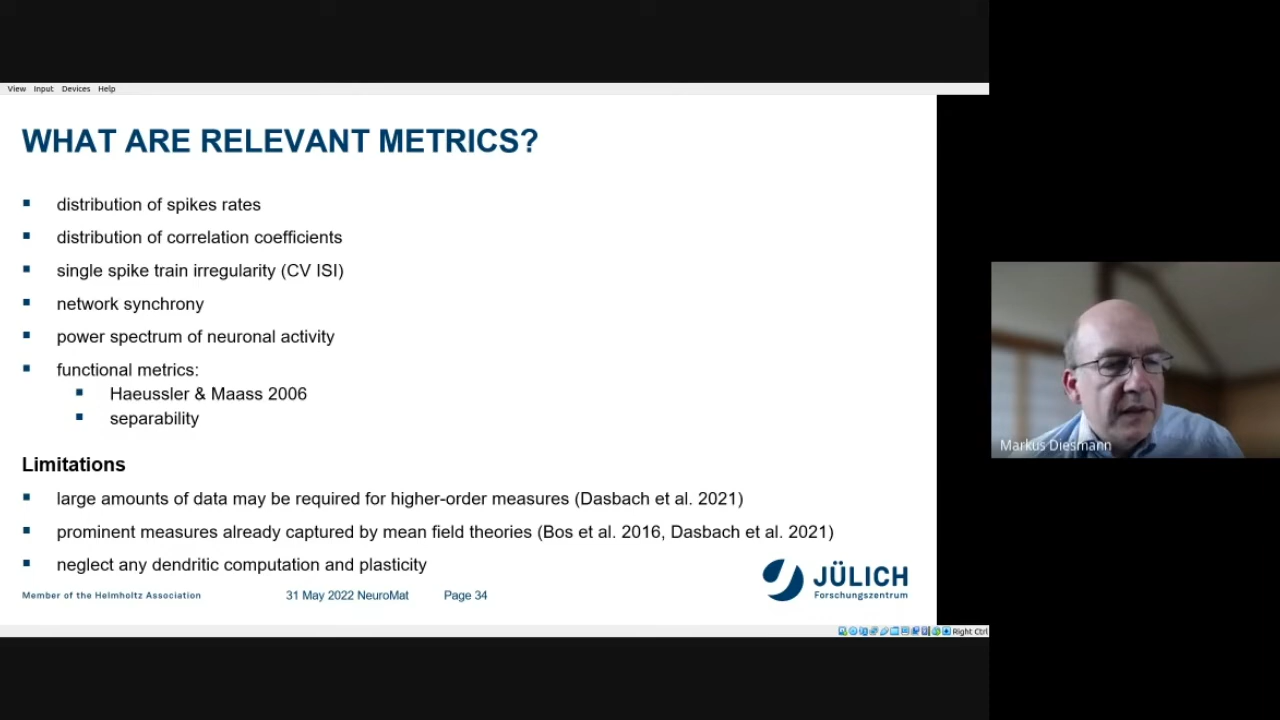 View Input Devices Help
WHAT ARE RELEVANT METRICS?
distribution of spikes rates
distribution of correlation coefficients
single spike train irregularity (CV ISI)
network synchrony
power spectrum of neuronal activity
functional metrics:
Haeussler & Maass 2006
separability
Limitations
large amounts of data may be required for higher-order measures (Dasbach et al. 2021)
prominent measures already captured by mean field theories (Bos et al. 2016, Dasbach et al. 2021)
neglect any dendritic computation and plasticity
Member of the Helmholtz Association
31 May 2022 NeuroMat
Page 34
JÜLICH
Forschungszentrum
Right Ctrl
Markus Diesmann